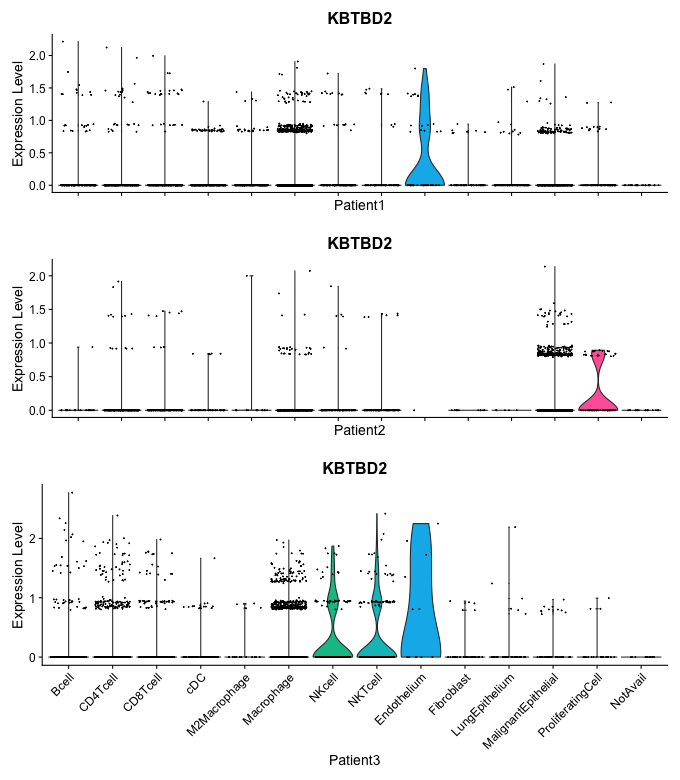 KBTBD2
Expression Level
2.0
1.5
1.0
0.5
0.0
Patient1
KBTBD2
Expression Level
2.0
1.5
1.0
0.5
0.0
Patient2
KBTBD2
Expression Level
2
1
0
Bcell
CD4Tcell
CD8Tcell
cDC
M2Macrophage
Macrophage
NKcell
NKTcell
Endothelium
Fibroblast
LungEpithelium
MalignantEpithelial
ProliferatingCell
NotAvail
Patient3